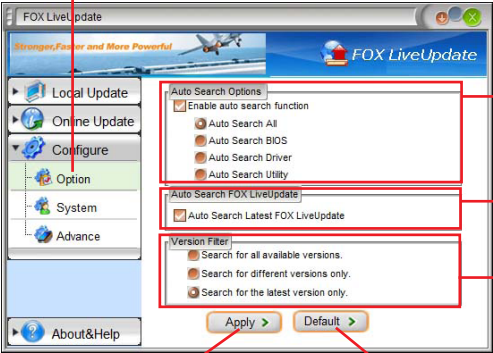 FOX LiveUpdate
Stronger,Faster and More Powerful
FOX LiveUpdate
Local Update
Online Update
Configure
Option
System
Advance
About&Help
Auto Search Options
Enable auto search function
Auto Search All
Auto Search BIOS
Auto Search Driver
Auto Search Utility
Auto Search FOX LiveUpdate
Auto Search Latest FOX LiveUpdate
Version Filter
Search for all available versions.
Search for different versions only.
Search for the latest version only.
Apply >
Default >